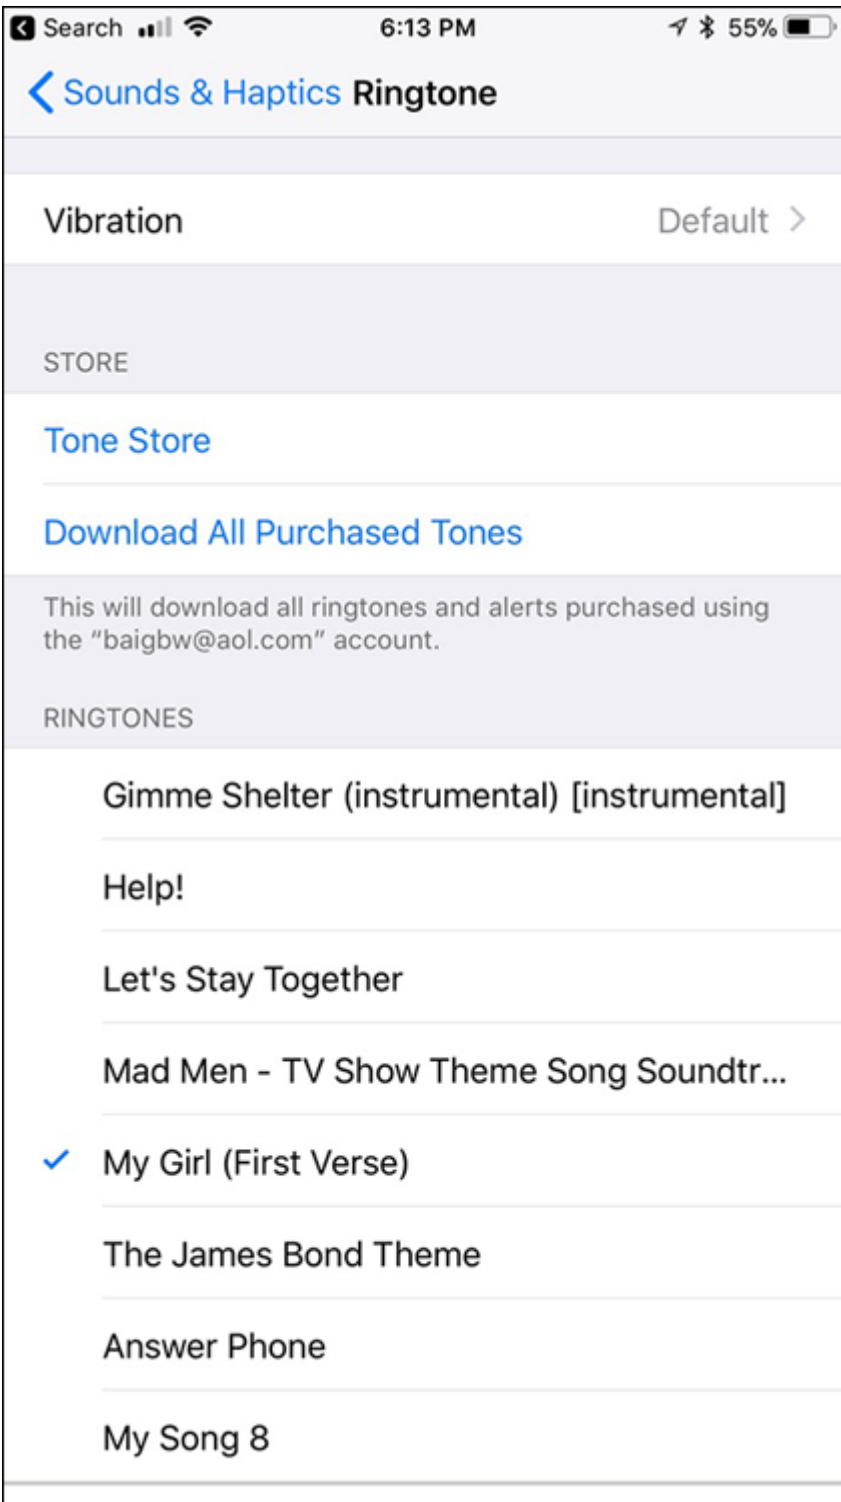 Search 6:13 PM 55%
Sounds & Haptics Ringtone
Vibration Default
STORE
Tone Store
Download All Purchased Tones
This will download all ringtones and alerts purchased using
the “baigbw@aol.com” account.
RINGTONES
Gimme Shelter (instrumental) [instrumental]
Help!
Let's Stay Together
Mad Men - TV Show Theme Song Soundtr...
My Girl (First Verse)
The James Bond Theme
Answer Phone
My Song 8